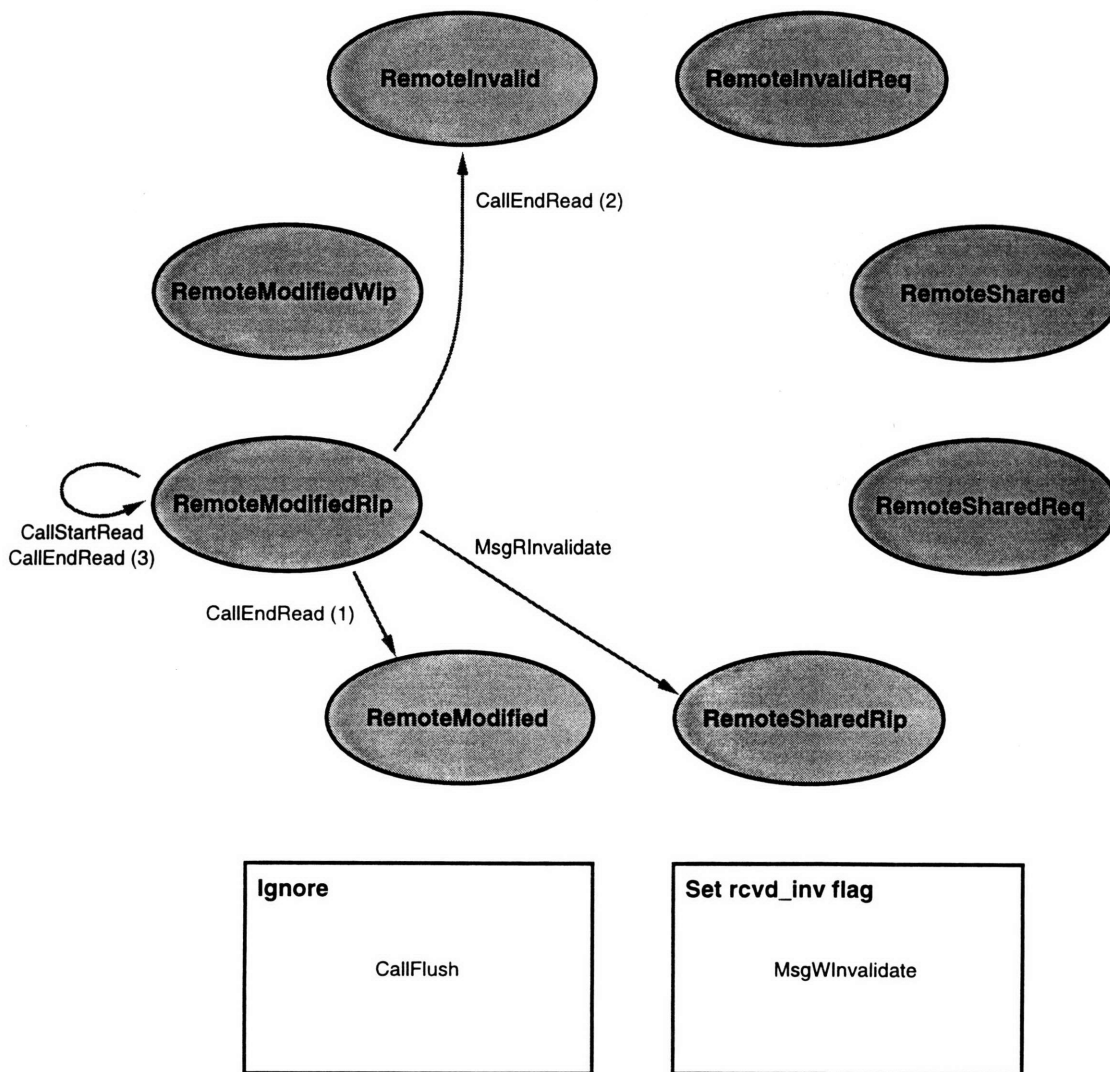 RemoteInvalid
RemoteInvalidReq
CallEndRead (2)
RemoteModifiedWip
RemoteShared
RemoteModifiedRip
RemoteSharedReq
CallStartRead
CallEndRead (3)
MsgRInvalidate
CallEndRead (1)
RemoteModified
RemoteSharedRip
Ignore
CallFlush
Set rcvd_inv flag
MsgWInvalidate